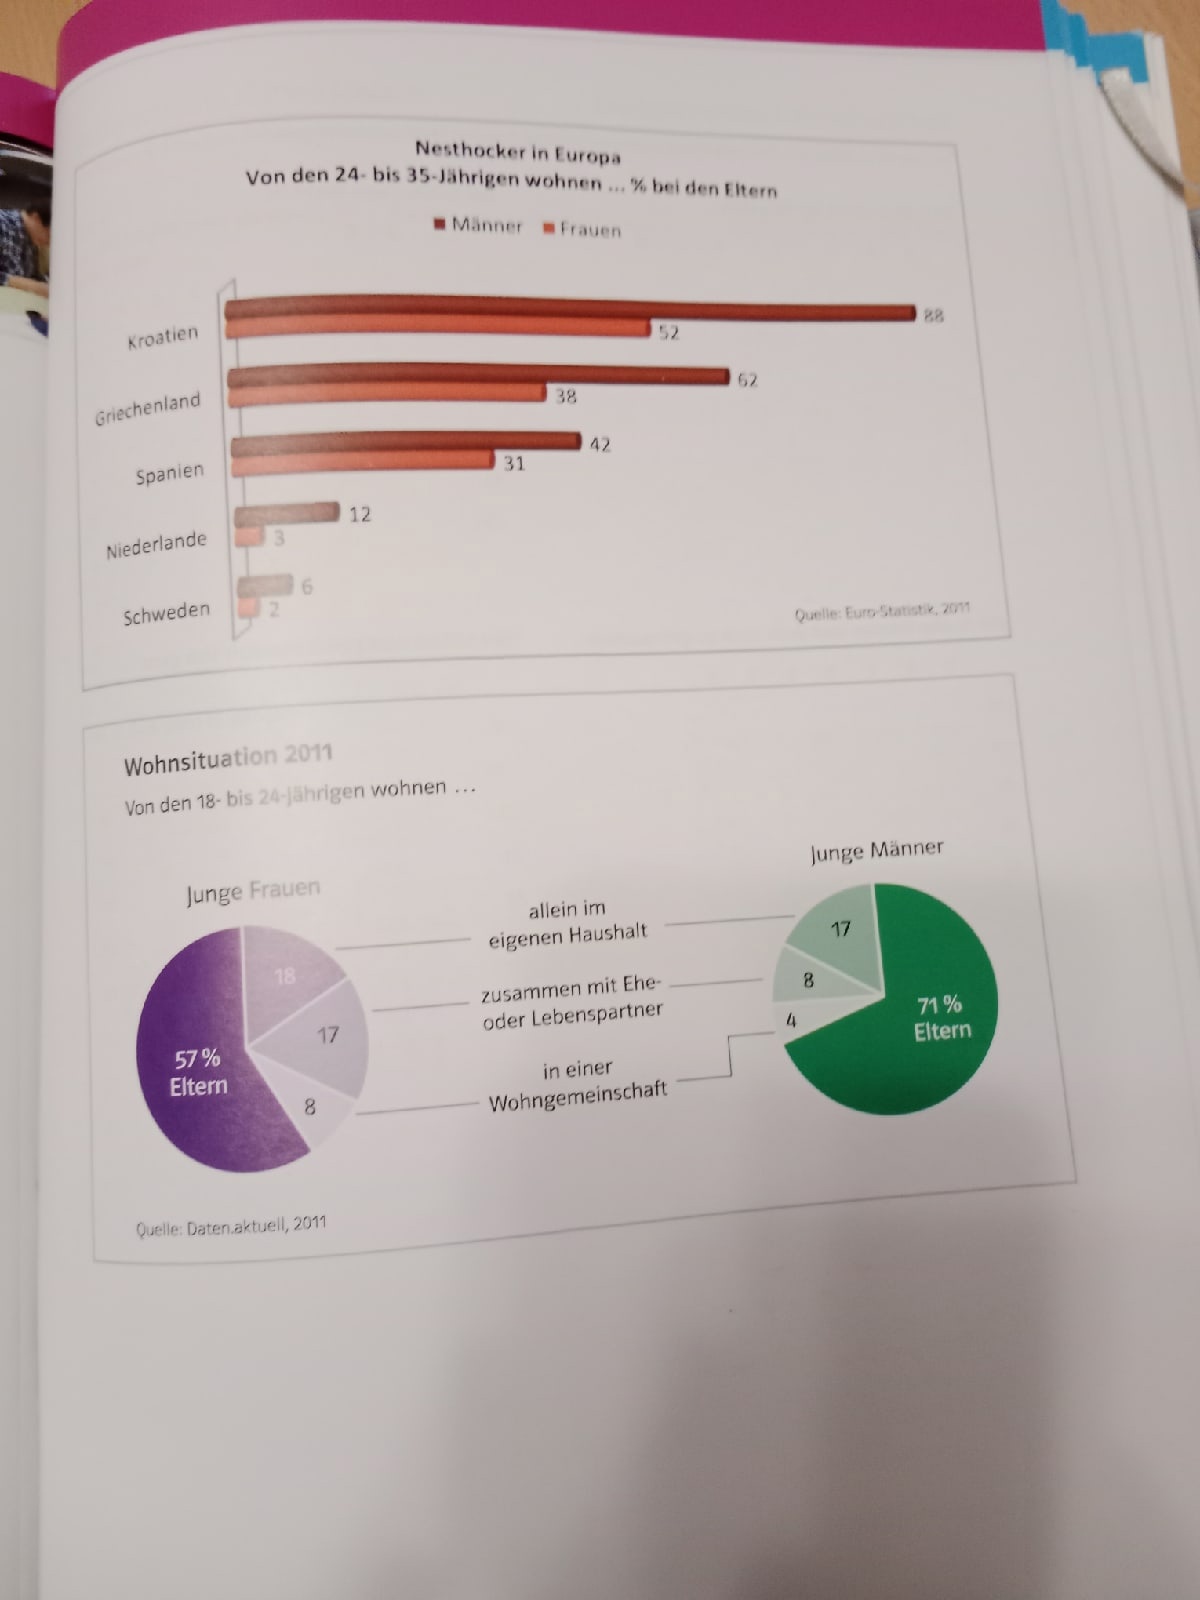 Nesthocker in Europa
Von den 24- bis 35-Jährigen wohnen ... % bei den Eltern
Männer Frauen
Kroatien 88
52
Griechenland 62
38
Spanien 42
31
Niederlande 12
3
Schweden 6
2
Quelle: Euro-Statistik, 2011
Wohnsituation 2011
Von den 18- bis 24-jährigen wohnen ...
Junge Frauen
18
17
8
57 %
Eltern
allein im
eigenen Haushalt
zusammen mit Ehe-
oder Lebenspartner
in einer
Wohngemeinschaft
Junge Männer
17
8
4
71 %
Eltern
Quelle: Daten.aktuell, 2011